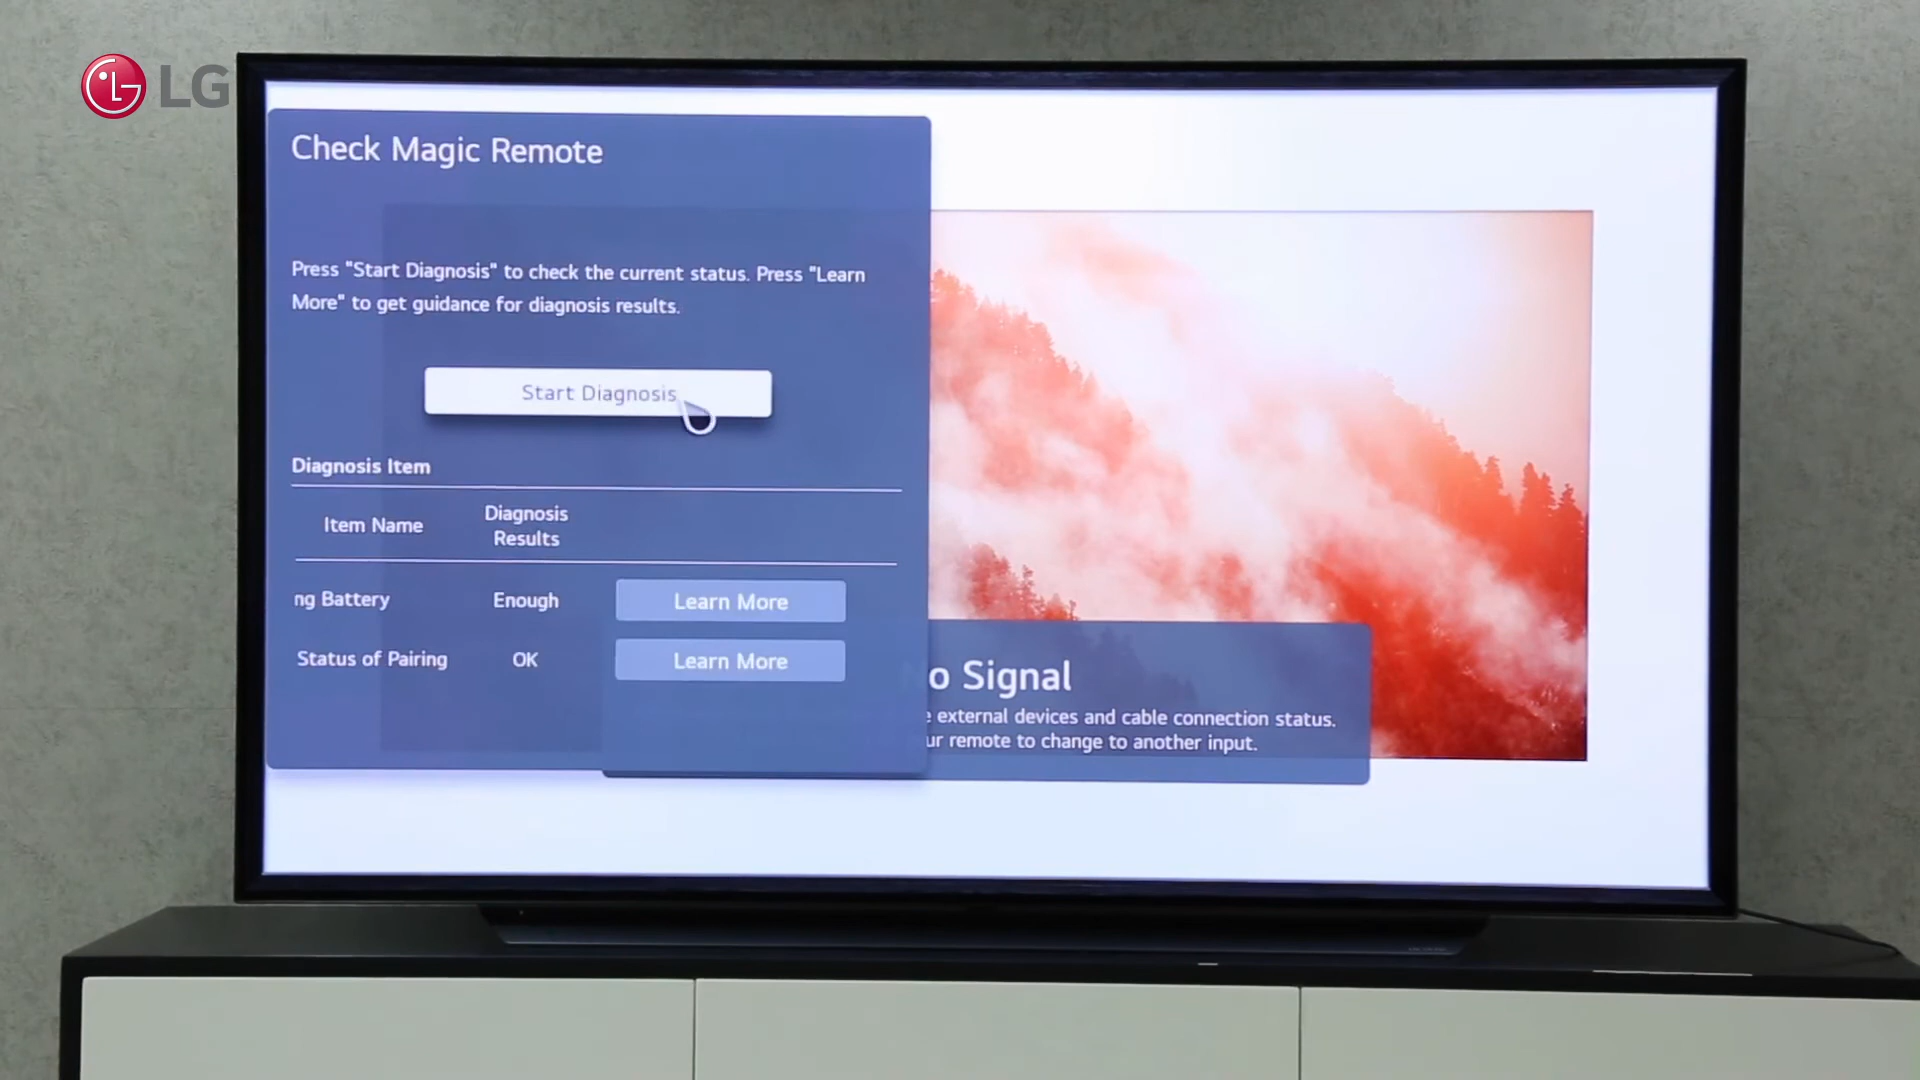 LG
Check Magic Remote
Press "Start Diagnosis" to check the current status. Press "Learn
More" to get guidance for diagnosis results.
Start Diagnosis
Diagnosis Item
Item Name
Diagnosis
Results
ng Battery
Enough
Learn More
Status of Pairing
OK
Learn More
o Signal
e external devices and cable connection status.
ur remote to change to another input.